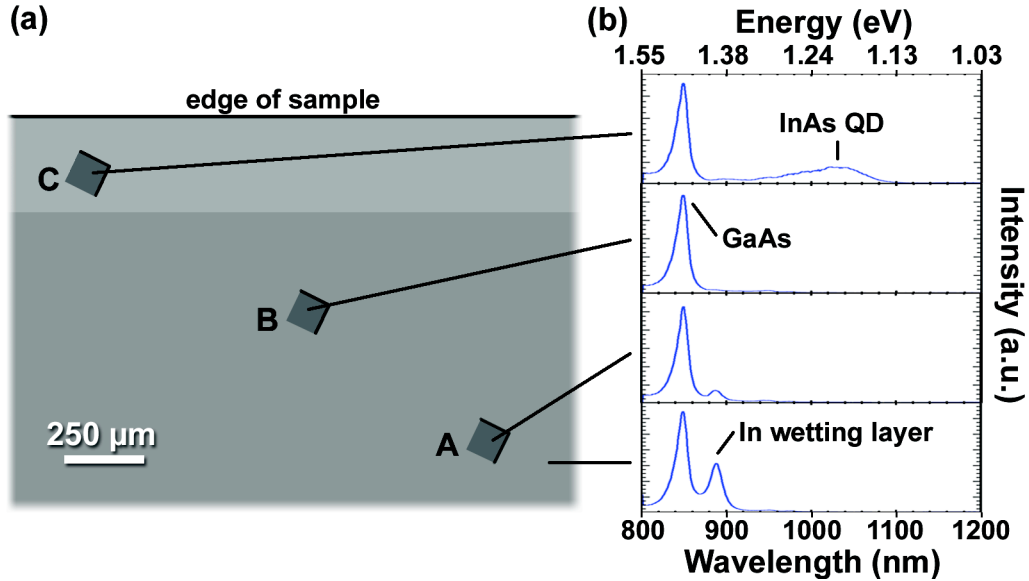 (a)
edge of sample
C
B
A
250 µm
(b)
Energy (eV)
1.55 1.38 1.24 1.13 1.03
InAs QD
GaAs
In wetting layer
Intensity (a.u.)
800 900 1000 1100 1200
Wavelength (nm)